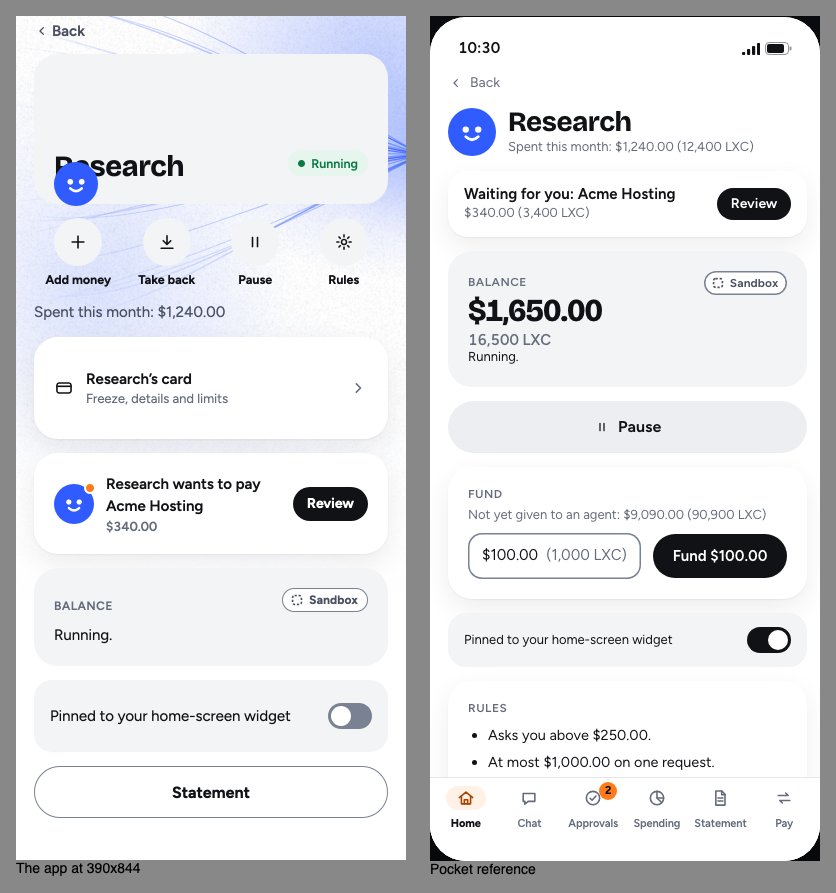 Back
Research
Running
Add money
Take back
Pause
Rules
Spent this month: $1,240.00
Research’s card
Freeze, details and limits
Research wants to pay
Acme Hosting
$340.00
Review
Sandbox
BALANCE
Running.
Pinned to your home-screen widget
Statement
The app at 390x844
10:30
Back
Research
Spent this month: $1,240.00 (12,400 LXC)
Waiting for you: Acme Hosting
$340.00 (3,400 LXC)
Review
BALANCE
Sandbox
$1,650.00
16,500 LXC
Running.
Pause
FUND
Not yet given to an agent: $9,090.00 (90,900 LXC)
$100.00 (1,000 LXC)
Fund $100.00
Pinned to your home-screen widget
RULES
Asks you above $250.00.
At most $1,000.00 on one request.
2
Home
Chat
Approvals
Spending
Statement
Pay
Pocket reference